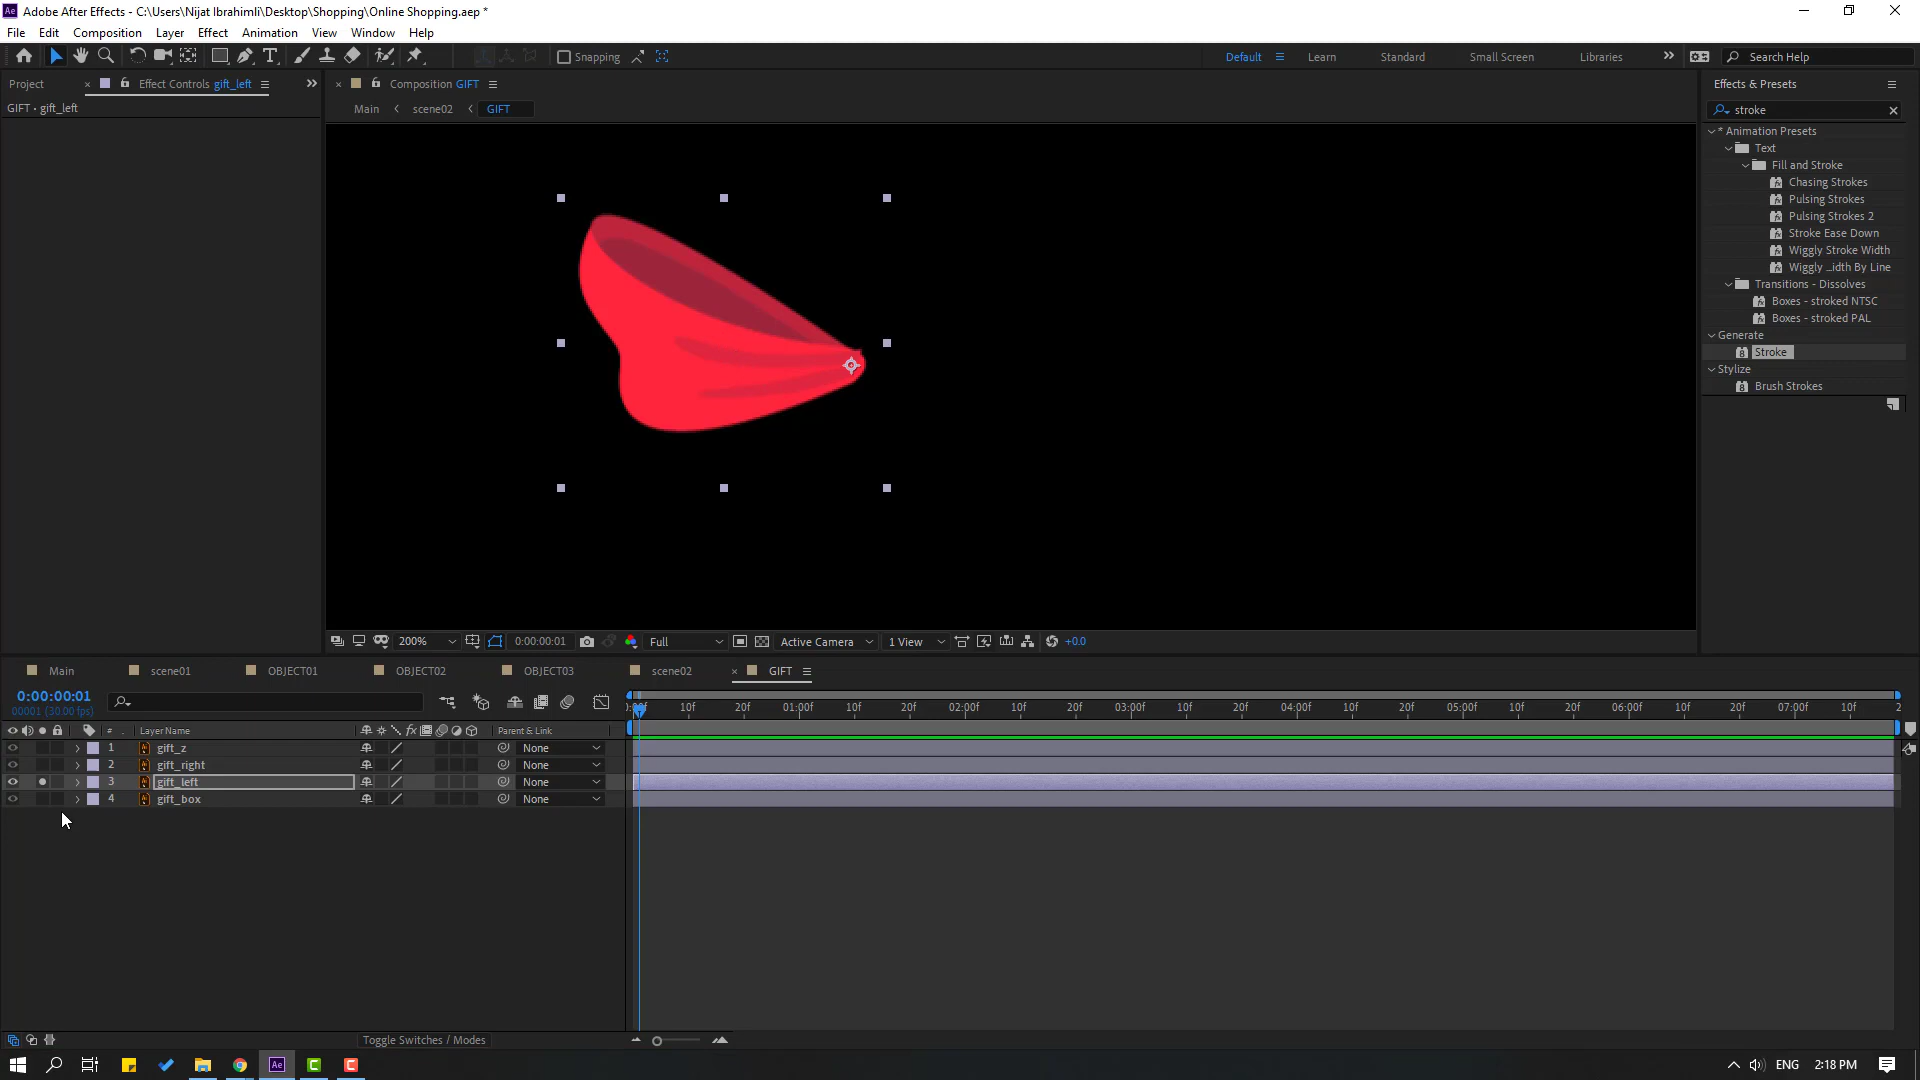 Adobe After Effects - C:\Users\Nijat Ibrahimli\Desktop\Shopping\Online Shopping.aep *
File Edit Composition Layer Effect Animation View Window Help
Snapping Default Learn Standard Small Screen Libraries Search Help
Project Effect Controls gift_left Composition GIFT Effects & Presets
GIFT • gift_left Main scene02 GIFT stroke
* Animation Presets
Text
Fill and Stroke
Chasing Strokes
Pulsing Strokes
Pulsing Strokes 2
Stroke Ease Down
Wiggly Stroke Width
Wiggly _idth By Line
Transitions - Dissolves
Boxes - stroked NTSC
Boxes - stroked PAL
Generate
Stroke
Stylize
Brush Strokes
200% 0:00:00:01 Full Active Camera 1 View +0.0
Main scene01 OBJECT01 OBJECT02 OBJECT03 scene02 GIFT
0:00:00:01
00001 (30.00 fps)
10f 20f 01:00f 10f 20f 02:00f 10f 20f 03:00f 10f 20f 04:00f 10f 20f 05:00f 10f 20f 06:00f 10f 20f 07:00f 10f 2
# . Layer Name Parent & Link
1 gift_z None
2 gift_right None
3 gift_left None
4 gift_box None
Toggle Switches / Modes
ENG 2:18 PM